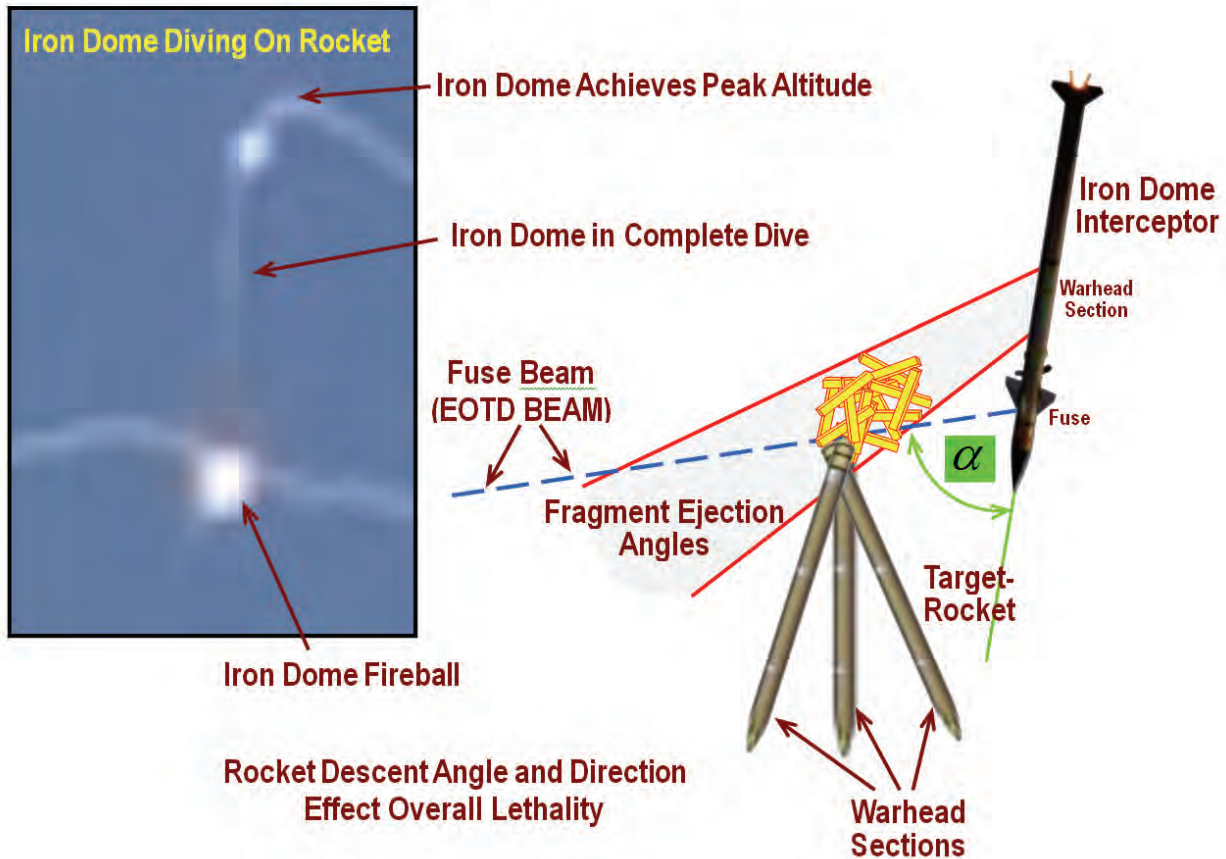 Iron Dome Diving On Rocket
Iron Dome Achieves Peak Altitude
Iron Dome in Complete Dive
Iron Dome Fireball
Rocket Descent Angle and Direction
Effect Overall Lethality
Fuse Beam
(EOTD BEAM)
Fragment Ejection
Angles
Iron Dome
Interceptor
Warhead
Section
Fuse
α
Target-
Rocket
Warhead
Sections